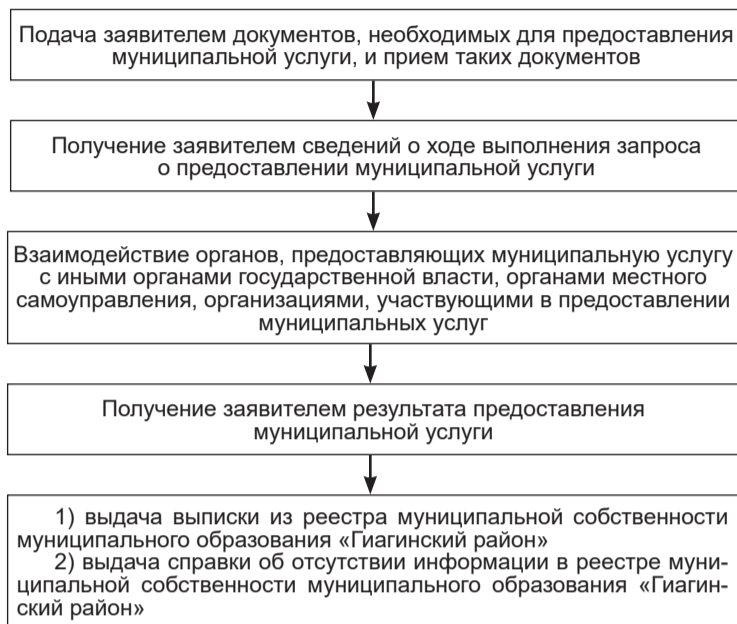 Подача заявителем документов, необходимых для предоставления
муниципальной услуги, и прием таких документов
Получение заявителем сведений о ходе выполнения запроса
о предоставлении муниципальной услуги
Взаимодействие органов, предоставляющих муниципальную услугу
с иными органами государственной власти, органами местного
самоуправления, организациями, участвующими в предоставлении
муниципальных услуг
Получение заявителем результата предоставления
муниципальной услуги
1) выдача выписки из реестра муниципальной собственности
муниципального образования «Гиагинский район»
2) выдача справки об отсутствии информации в реестре муни-
ципальной собственности муниципального образования «Гиагин-
ский район»